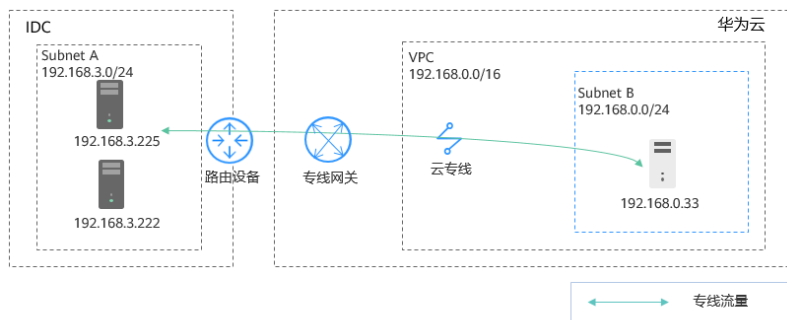 IDC
华为云
Subnet A
192.168.3.0/24
192.168.3.225
192.168.3.222
路由设备
专线网关
VPC
192.168.0.0/16
云专线
Subnet B
192.168.0.0/24
192.168.0.33
专线流量